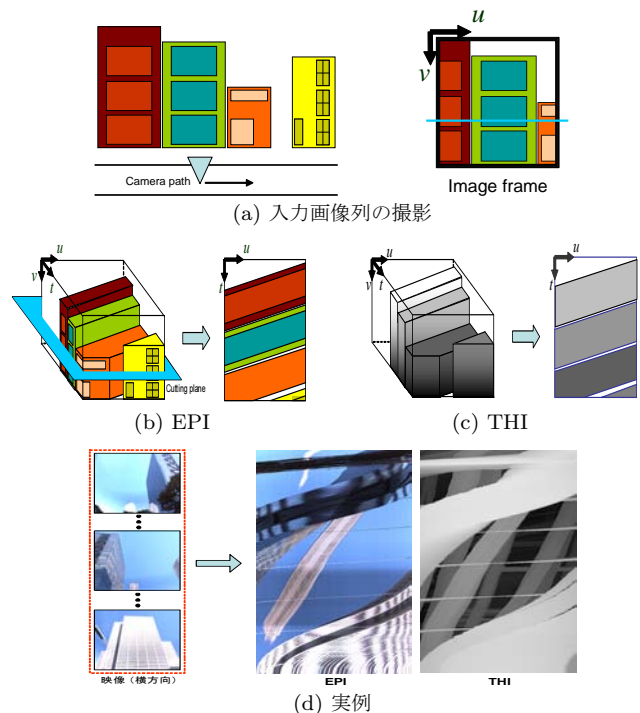 u
v
Camera path
Image frame
(a) 入力画像列の撮影
u
v
t
Cutting plane
u
t
(b) EPI
u
v
t
u
t
(c) THI
映像（横方向）
EPI
THI
(d) 実例